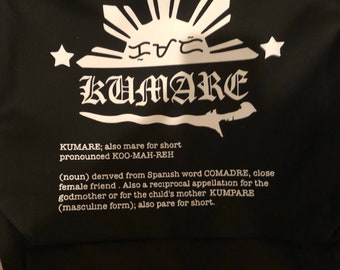 KUMARE
KUMARE; also mare for short
pronounced KOO-MAH-REH
(noun) derived from Spanish word COMADRE, close
female friend . Also a reciprocal appellation for the
godmother or for the child's mother KUMPARE
(masculine form); also pare for short.